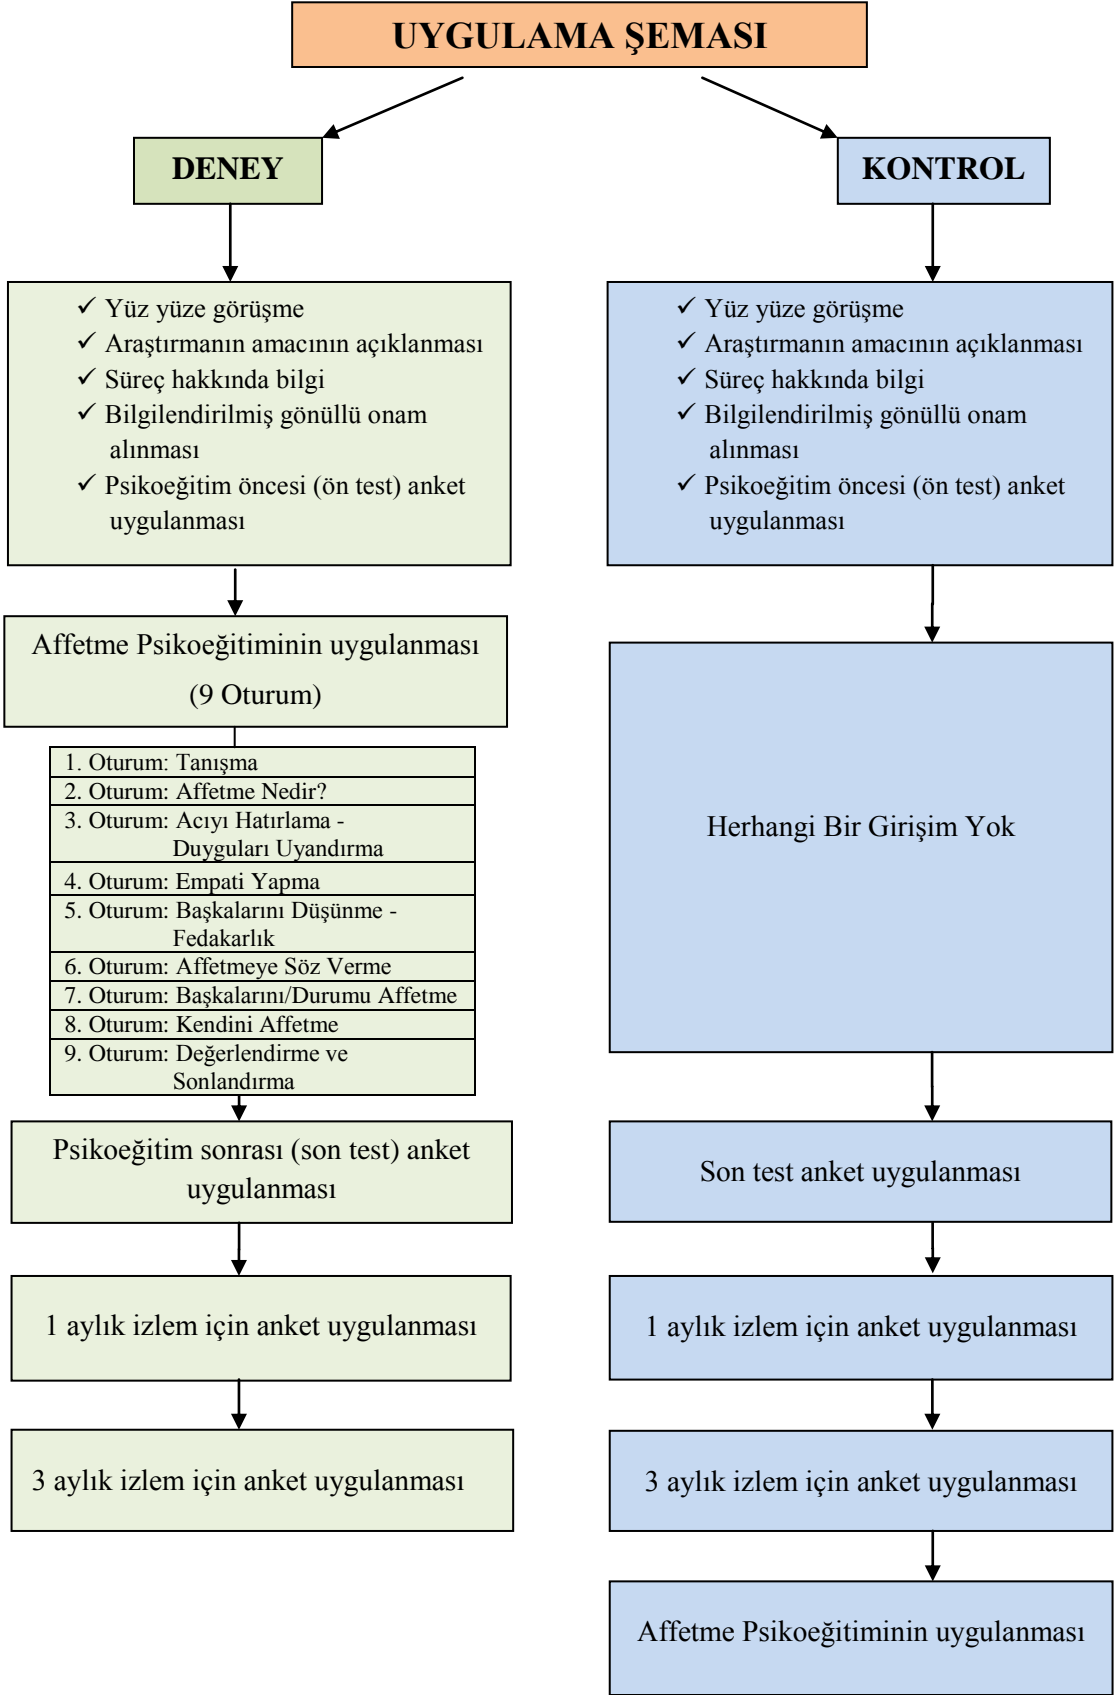 UYGULAMA ŞEMASI
DENEY
✓ Yüz yüze görüşme
✓ Araştırmanın amacının açıklanması
✓ Süreç hakkında bilgi
✓ Bilgilendirilmiş gönüllü onam
alınması
✓ Psikoeğitim öncesi (ön test) anket
uygulanması
Affetme Psikoeğitiminin uygulanması
(9 Oturum)
1. Oturum: Tanışma
2. Oturum: Affetme Nedir?
3. Oturum: Acıyı Hatırlama -
Duyguları Uyandırma
4. Oturum: Empati Yapma
5. Oturum: Başkalarını Düşünme -
Fedakarlık
6. Oturum: Affetmeye Söz Verme
7. Oturum: Başkalarını/Durumu Affetme
8. Oturum: Kendini Affetme
9. Oturum: Değerlendirme ve
Sonlandırma
Psikoeğitim sonrası (son test) anket
uygulanması
1 aylık izlem için anket uygulanması
3 aylık izlem için anket uygulanması
KONTROL
✓ Yüz yüze görüşme
✓ Araştırmanın amacının açıklanması
✓ Süreç hakkında bilgi
✓ Bilgilendirilmiş gönüllü onam
alınması
✓ Psikoeğitim öncesi (ön test) anket
uygulanması
Herhangi Bir Girişim Yok
Son test anket uygulanması
1 aylık izlem için anket uygulanması
3 aylık izlem için anket uygulanması
Affetme Psikoeğitiminin uygulanması